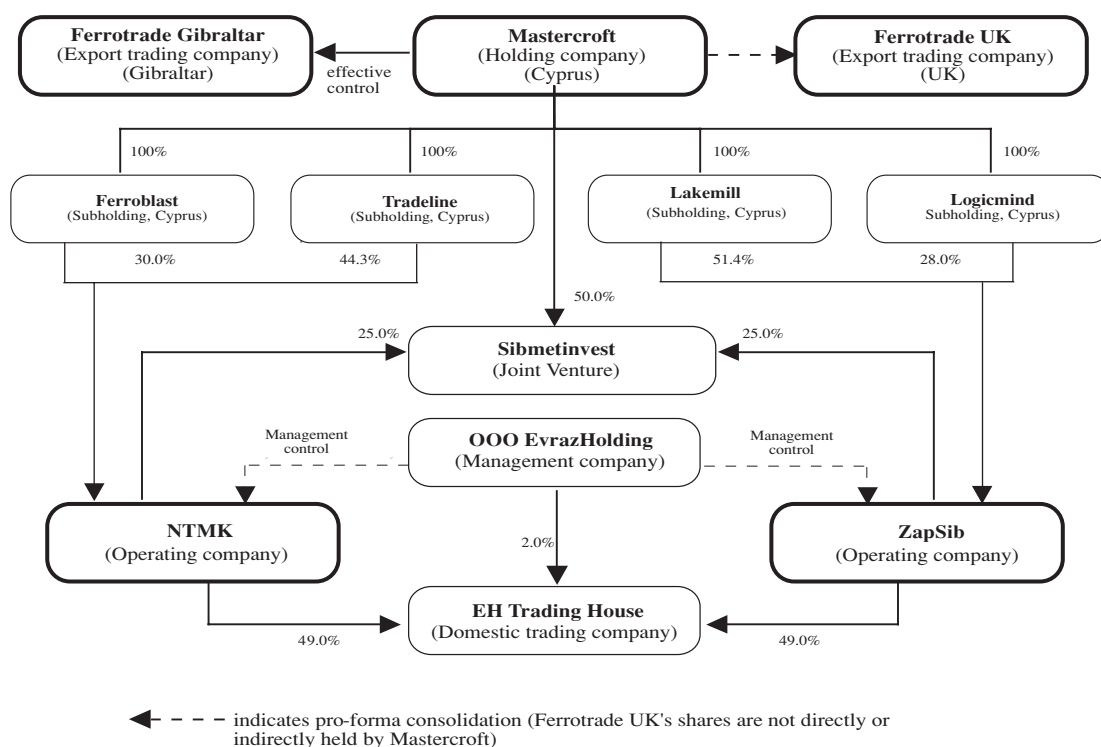 Ferrotrade Gibraltar
(Export trading company)
(Gibraltar)
effective
control
Mastercroft
(Holding company)
(Cyprus)
Ferrotrade UK
(Export trading company)
(UK)
100%
100%
100%
100%
Ferroblast
(Subholding, Cyprus)
Tradeline
(Subholding, Cyprus)
Lakemill
(Subholding, Cyprus)
Logicmind
Subholding, Cyprus)
30.0%
44.3%
51.4%
28.0%
50.0%
25.0%
25.0%
Sibmetinvest
(Joint Venture)
Management
control
OOO EvrazHolding
(Management company)
Management
control
NTMK
(Operating company)
2.0%
ZapSib
(Operating company)
EH Trading House
(Domestic trading company)
49.0%
49.0%
indicates pro-forma consolidation (Ferrotrade UK's shares are not directly or
indirectly held by Mastercroft)